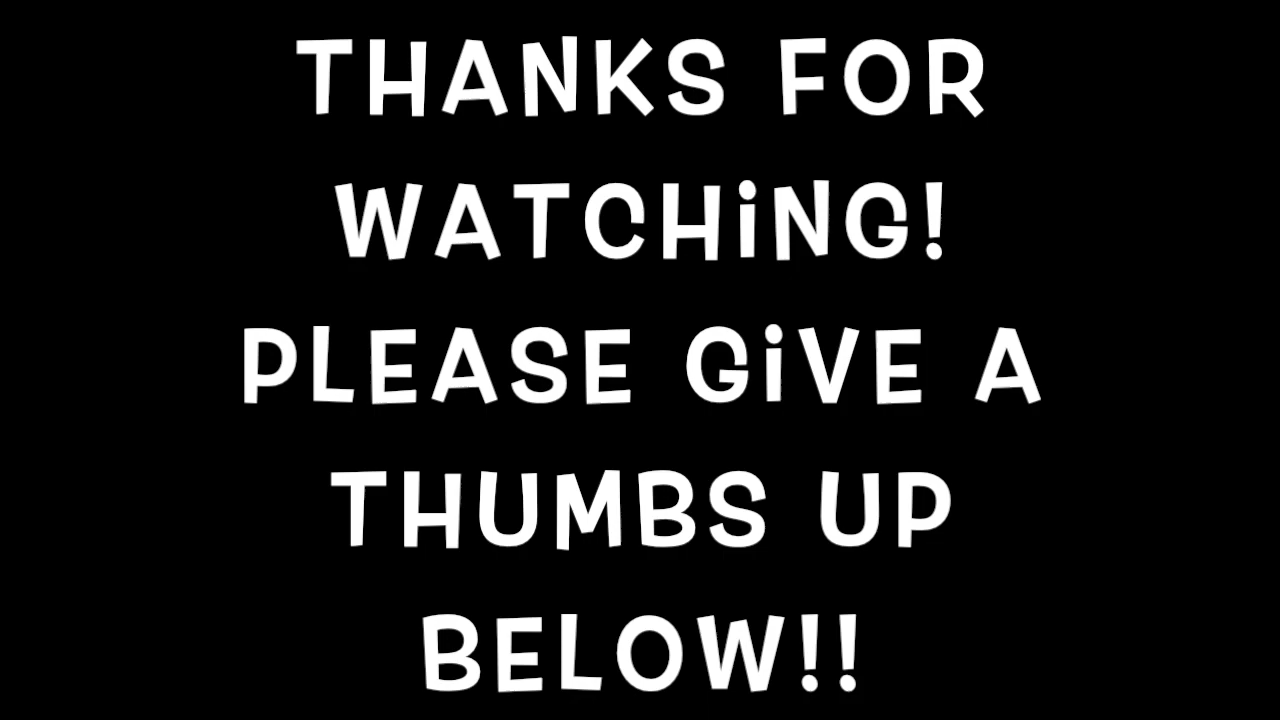 THANKS FOR
WATCHiNG!
PLEASE GiVE A
THUMBS UP
BELOW!!